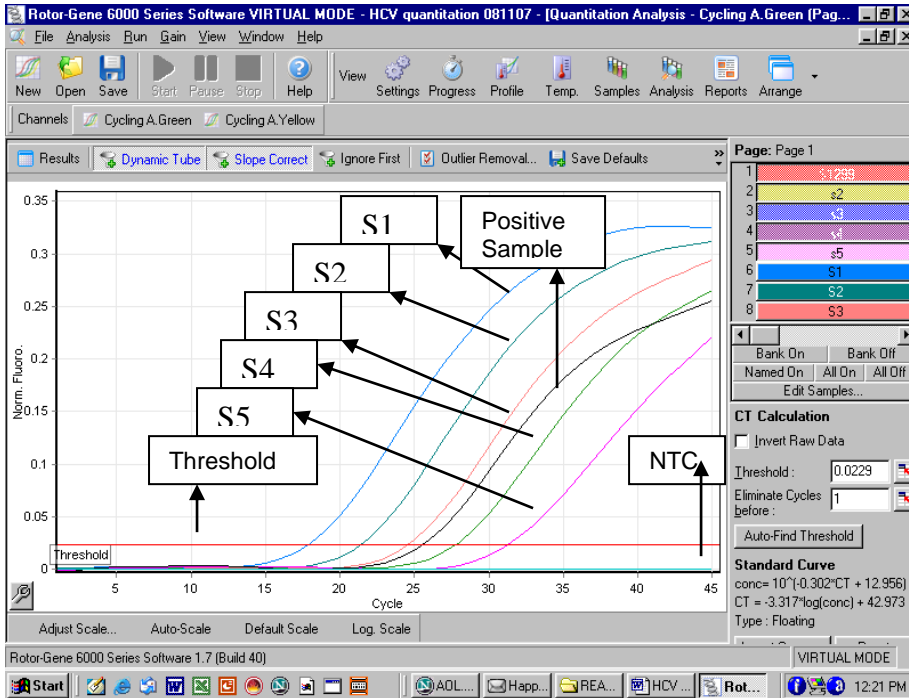 Rotor-Gene 6000 Series Software VIRTUAL MODE - HCV quantitation 081107 - [Quantitation Analysis - Cycling A.Green (Pag...
File Analysis Run Gain View Window Help
New Open Save Start Pause Stop Help View Settings Progress Profile Temp. Samples Analysis Reports Arrange
Channels Cycling A.Green Cycling A.Yellow
Results Dynamic Tube Slope Correct Ignore First Outlier Removal... Save Defaults »
Page: Page 1
1 S1299
2 s2
3 s3
4 s4
5 s5
6 S1
7 S2
8 S3
Bank On Bank Off
Named On All On All Off
Edit Samples...
CT Calculation
Invert Raw Data
Threshold : 0.0229
Eliminate Cycles before : 1
Auto-Find Threshold
Standard Curve
conc= 10^(-0.302*CT + 12.956)
CT = -3.317*log(conc) + 42.973
Type : Floating
0.35
0.3
0.25
0.2
0.15
0.1
0.05
0
Norm. Fluoro.
S1
S2
S3
S4
S5
Positive
Sample
Threshold
NTC
Threshold
5 10 15 20 25 30 35 40 45
Cycle
Adjust Scale... Auto-Scale Default Scale Log. Scale
Rotor-Gene 6000 Series Software 1.7 (Build 40)
VIRTUAL MODE
Start AOL... Happ... REA... HCV ... Rot... 12:21 PM